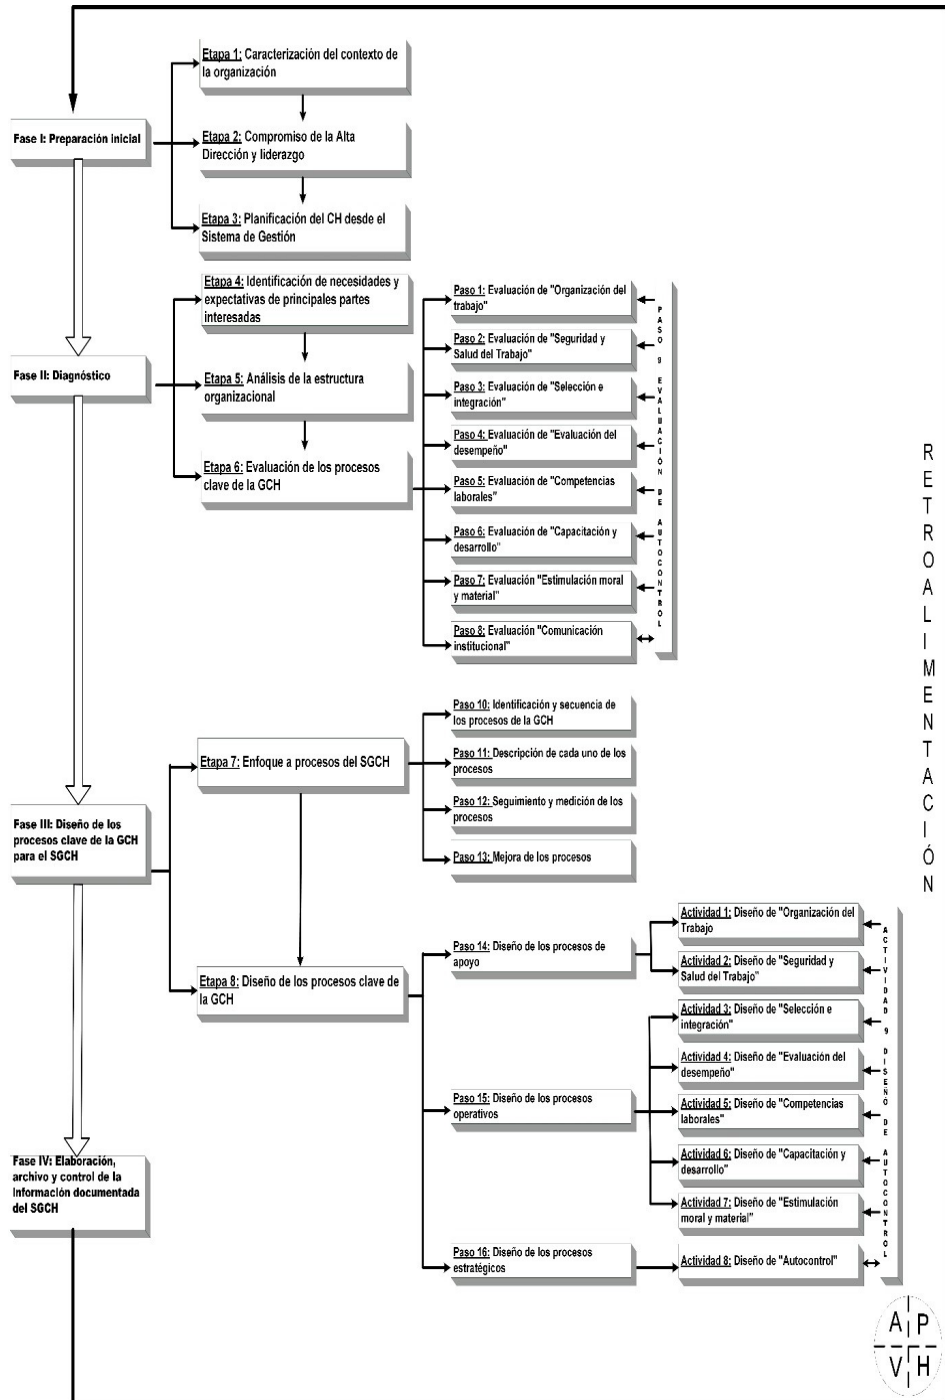 Etapa 1: Caracterización del contexto de
la organización
Fase I: Preparación inicial
Etapa 2: Compromiso de la Alta
Dirección y liderazgo
Etapa 3: Planificación del CH desde el
Sistema de Gestión
Etapa 4: Identificación de necesidades y
expectativas de principales partes
interesadas
Fase II: Diagnóstico
Etapa 5: Análisis de la estructura
organizacional
Etapa 6: Evaluación de los procesos
clave de la GCH
Paso 1: Evaluación de "Organización del
trabajo"
Paso 2: Evaluación de "Seguridad y
Salud del Trabajo"
Paso 3: Evaluación de "Selección e
integración"
Paso 4: Evaluación de "Evaluación del
desempeño"
Paso 5: Evaluación de "Competencias
laborales"
Paso 6: Evaluación de "Capacitación y
desarrollo"
Paso 7: Evaluación "Estimulación moral
y material"
Paso 8: Evaluación "Comunicación
institucional"
PASO 9 EVALUACIÓN DE AUTOCONTROL
RETROALIMENTACIÓN
Fase III: Diseño de los
procesos clave de la GCH
para el SGCH
Etapa 7: Enfoque a procesos del SGCH
Paso 10: Identificación y secuencia de
los procesos de la GCH
Paso 11: Descripción de cada uno de los
procesos
Paso 12: Seguimiento y medición de los
procesos
Paso 13: Mejora de los procesos
Etapa 8: Diseño de los procesos clave de
la GCH
Paso 14: Diseño de los procesos de
apoyo
Actividad 1: Diseño de "Organización del
Trabajo
Actividad 2: Diseño de "Seguridad y
Salud del Trabajo"
Paso 15: Diseño de los procesos
operativos
Actividad 3: Diseño de "Selección e
integración"
Actividad 4: Diseño de "Evaluación del
desempeño"
Actividad 5: Diseño de "Competencias
laborales"
Actividad 6: Diseño de "Capacitación y
desarrollo"
Actividad 7: Diseño de "Estimulación
moral y material"
Paso 16: Diseño de los procesos
estratégicos
Actividad 8: Diseño de "Autocontrol"
ACTIVIDAD 9 DISEÑO DE AUTOCONTROL
Fase IV: Elaboración,
archivo y control de la
información documentada
del SGCH
A P
V H